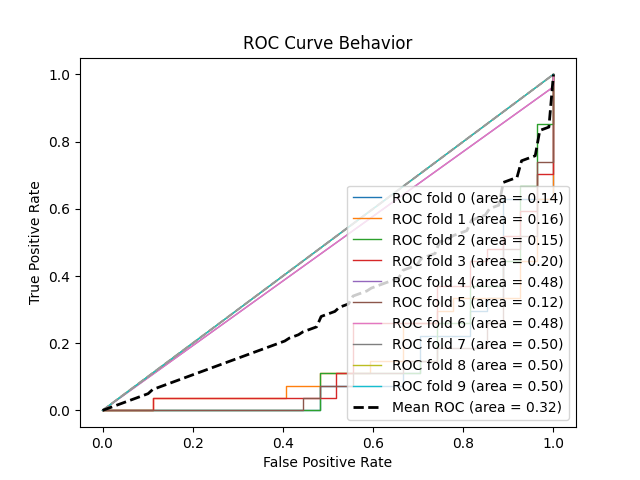 ROC Curve Behavior
True Positive Rate
1.0
0.8
0.6
0.4
0.2
0.0
ROC fold 0 (area = 0.14)
ROC fold 1 (area = 0.16)
ROC fold 2 (area = 0.15)
ROC fold 3 (area = 0.20)
ROC fold 4 (area = 0.48)
ROC fold 5 (area = 0.12)
ROC fold 6 (area = 0.48)
ROC fold 7 (area = 0.50)
ROC fold 8 (area = 0.50)
ROC fold 9 (area = 0.50)
Mean ROC (area = 0.32)
0.0 0.2 0.4 0.6 0.8 1.0
False Positive Rate